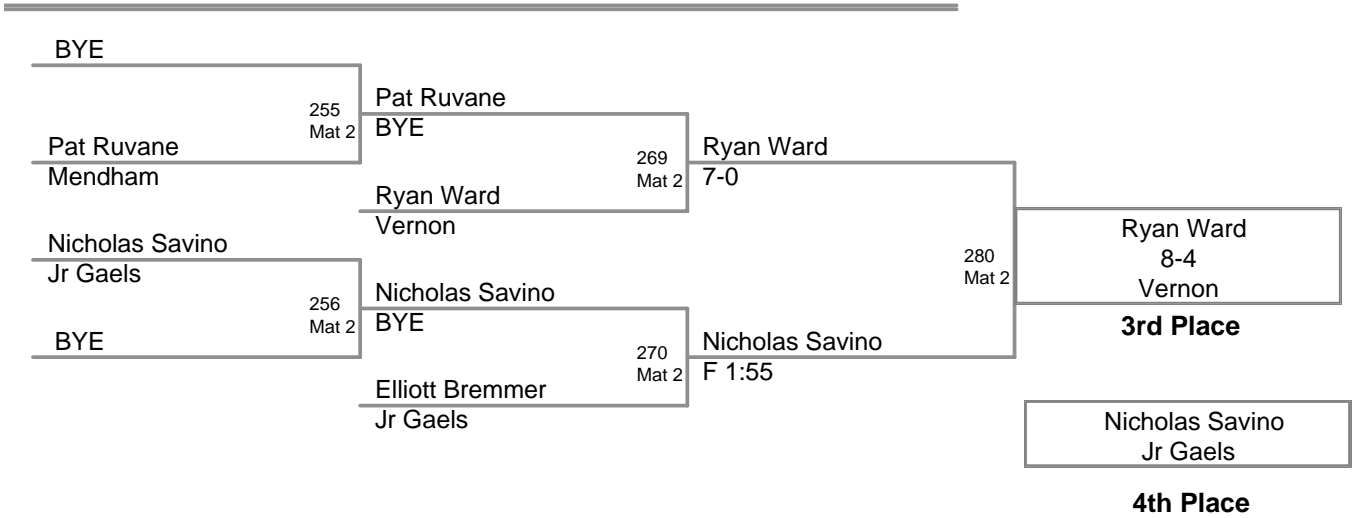 BYE
255
Mat 2
Pat Ruvane
Mendham
Pat Ruvane
BYE
269
Mat 2
Ryan Ward
Vernon
Ryan Ward
7-0
Nicholas Savino
Jr Gaels
256
Mat 2
BYE
Nicholas Savino
BYE
270
Mat 2
Elliott Bremmer
Jr Gaels
Nicholas Savino
F 1:55
280
Mat 2
Ryan Ward
8-4
Vernon
3rd Place
Nicholas Savino
Jr Gaels
4th Place